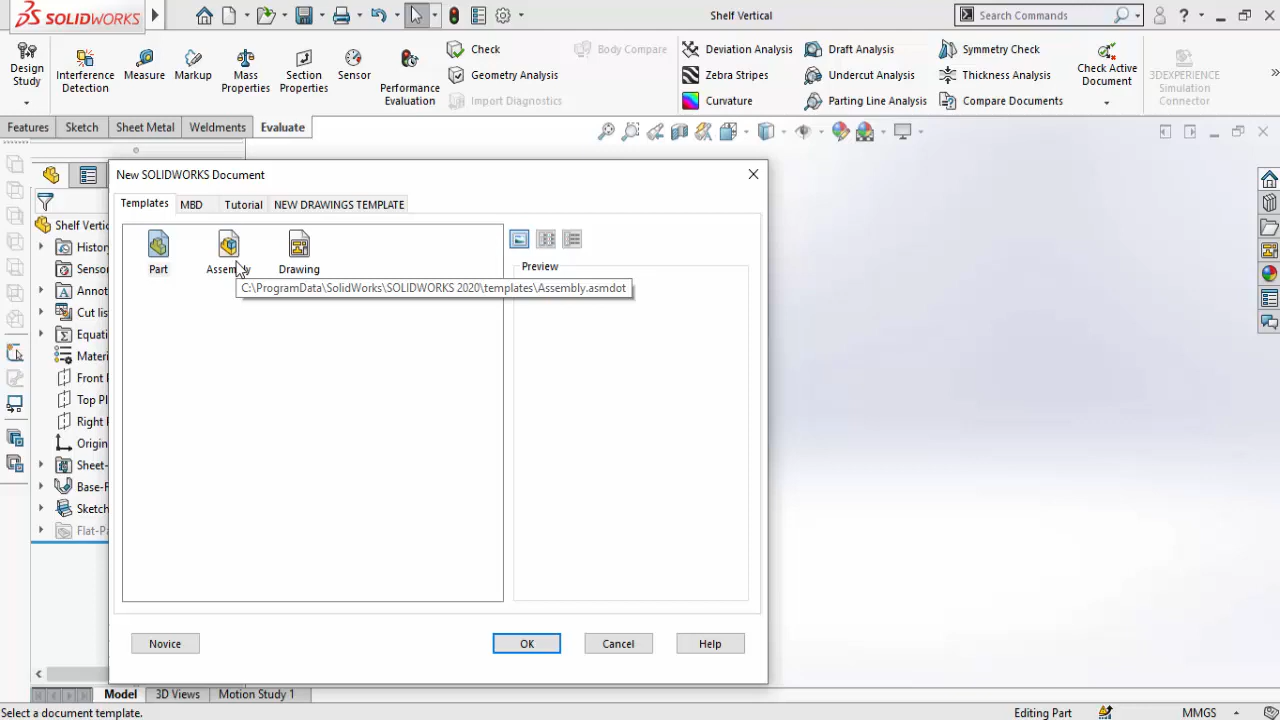 SOLIDWORKS
Shelf Vertical
Search Commands
?
Design Study
Interference Detection
Measure
Markup
Mass Properties
Section Properties
Sensor
Performance Evaluation
Check
Geometry Analysis
Import Diagnostics
Body Compare
Deviation Analysis
Zebra Stripes
Curvature
Draft Analysis
Undercut Analysis
Parting Line Analysis
Symmetry Check
Thickness Analysis
Compare Documents
Check Active Document
3DEXPERIENCE Simulation Connector
Features
Sketch
Sheet Metal
Weldments
Evaluate
New SOLIDWORKS Document
Templates
MBD
Tutorial
NEW DRAWINGS TEMPLATE
Part
Assembly
Drawing
C:\ProgramData\SolidWorks\SOLIDWORKS 2020\templates\Assembly.asmdot
Preview
Shelf Vertic
Histor
Sensor
Annot
Cut lis
Equati
Materi
Front P
Top Pl
Right P
Origin
Sheet-
Base-F
Sketch
Flat-Pa
Novice
OK
Cancel
Help
Model
3D Views
Motion Study 1
Select a document template.
Editing Part
MMGS